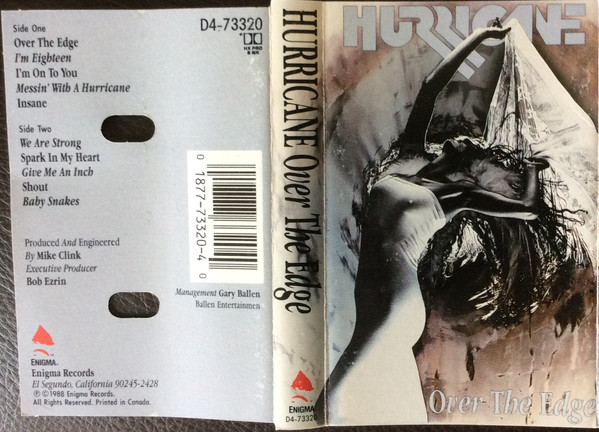 Side One
Over The Edge
I'm Eighteen
I'm On To You
Messin' With A Hurricane
Insane
Side Two
We Are Strong
Spark In My Heart
Give Me An Inch
Shout
Baby Snakes
Produced And Engineered
By Mike Clink
Executive Producer
Bob Ezrin
ENIGMA
Enigma Records
El Segundo, California 90245-2428
℗ © 1988 Enigma Records.
All Rights Reserved. Printed in Canada.
D4-73320
HX PRO
B NR
0 1877-73320-4 0
Management Gary Ballen
Ballen Entertainmen
HURRICANE Over The Edge
ENIGMA
D4-73320
HURRICANE
Over The Edge